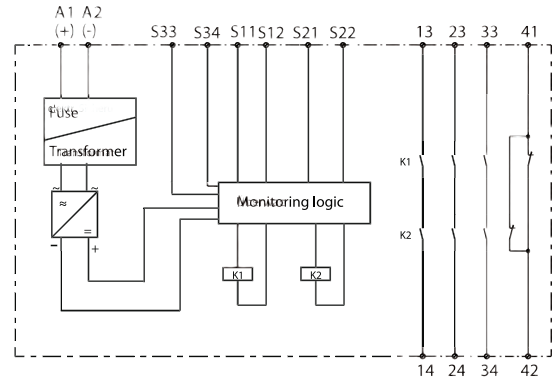 A1 A2 S33 S34 S11 S12 S21 S22 13 23 33 41
(+) (-)
Fuse
Transformer
~ ~
≈
=
- +
Monitoring logic
K1
K2
K1 K2
14 24 34 42